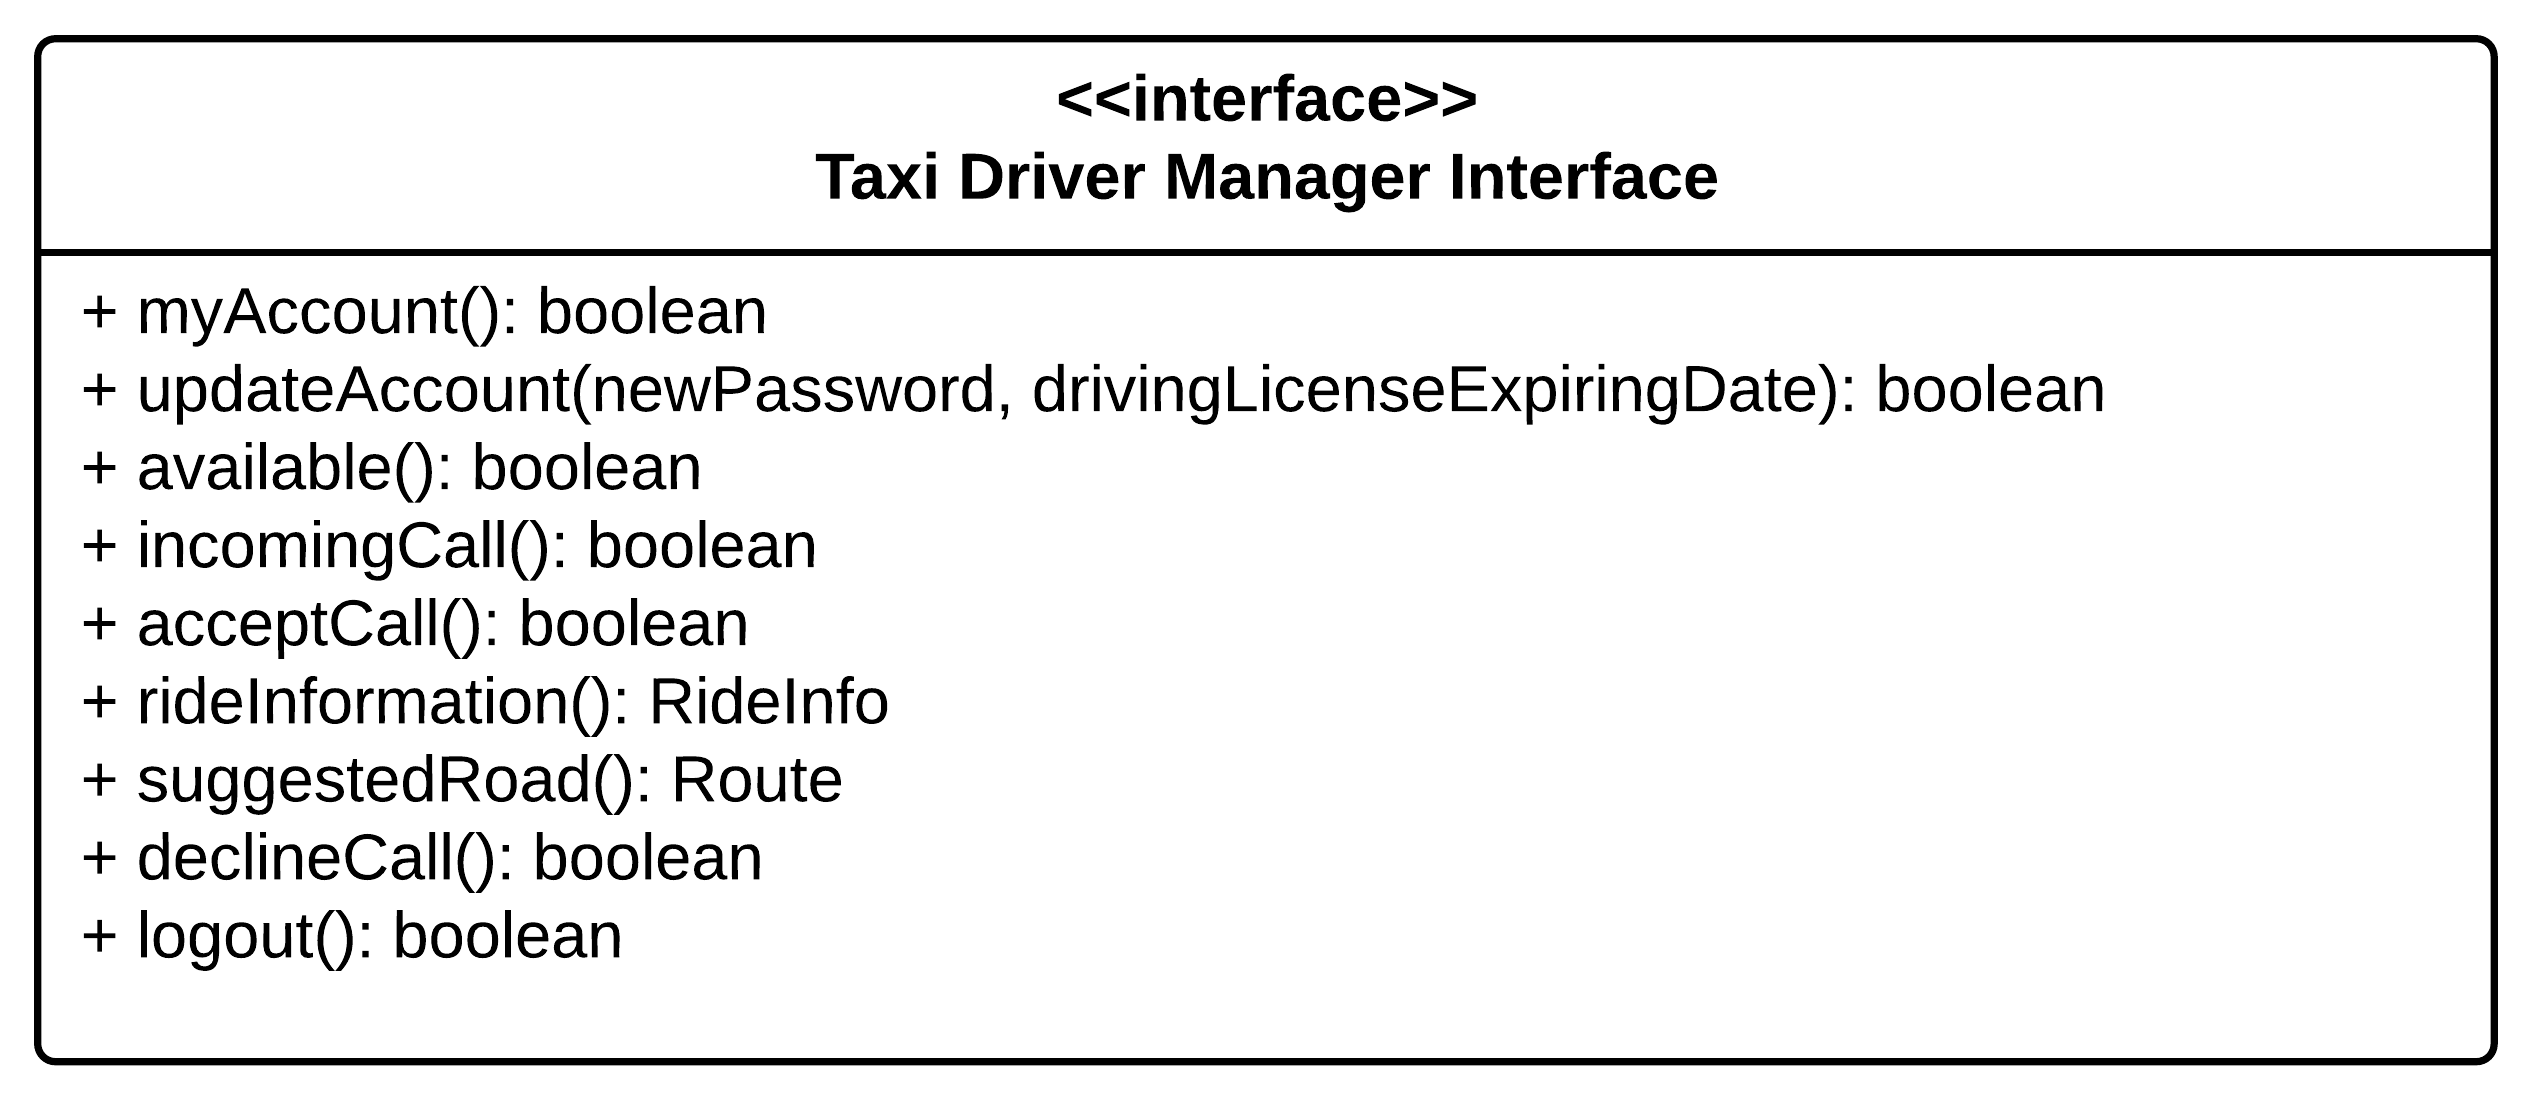 <<interface>>
Taxi Driver Manager Interface
+ myAccount(): boolean
+ updateAccount(newPassword, drivingLicenseExpiringDate): boolean
+ available(): boolean
+ incomingCall(): boolean
+ acceptCall(): boolean
+ rideInformation(): RideInfo
+ suggestedRoad(): Route
+ declineCall(): boolean
+ logout(): boolean